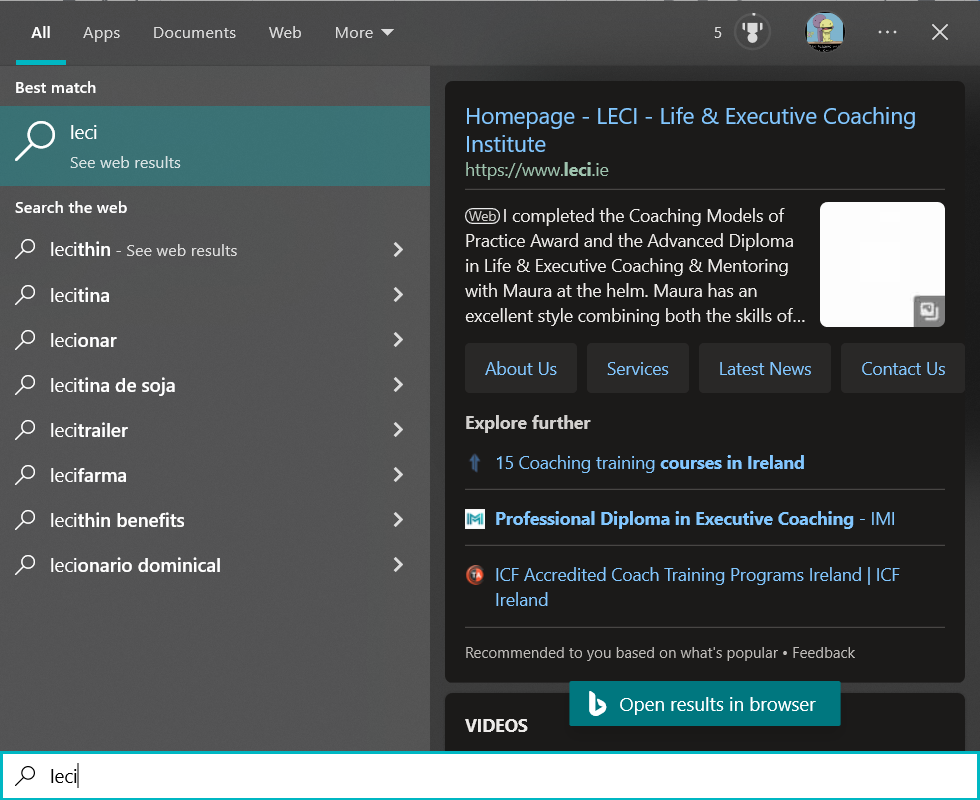 All Apps Documents Web More 5
Best match
leci
See web results
Search the web
lecithin - See web results
lecitina
lecionar
lecitina de soja
lecitrailer
lecifarma
lecithin benefits
lecionario dominical
Homepage - LECI - Life & Executive Coaching
Institute
https://www.leci.ie
Web I completed the Coaching Models of
Practice Award and the Advanced Diploma
in Life & Executive Coaching & Mentoring
with Maura at the helm. Maura has an
excellent style combining both the skills of...
About Us Services Latest News Contact Us
Explore further
15 Coaching training courses in Ireland
Professional Diploma in Executive Coaching - IMI
ICF Accredited Coach Training Programs Ireland | ICF
Ireland
Recommended to you based on what's popular • Feedback
Open results in browser
VIDEOS
leci